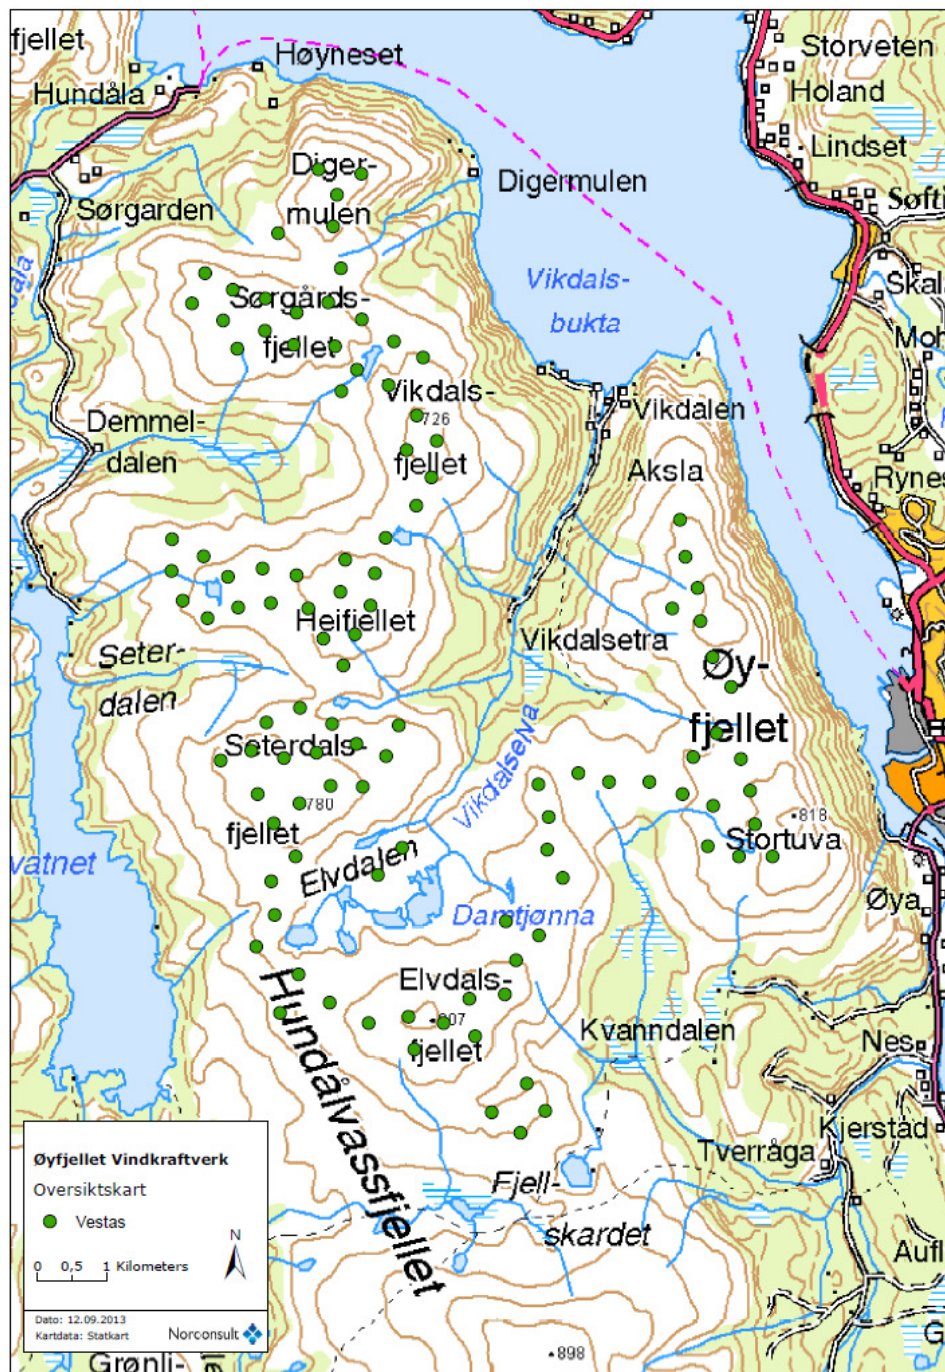 fjellet
Høyneset
Storveten
Hundåla
Holand
Lindset
Diger-
mulen
Digermulen
Sørgarden
Søfti
Vikdals-
bukta
Skala
Sørgårds-
fjellet
Mor
Vikdals-
726
fjellet
Vikdalen
Demmel-
dalen
Aksla
Rynes
Heifjellet
Vikdalsetra
Seter-
dalen
Øy-
fjellet
Seterdals-
780
fjellet
Vikdalselva
818
Stortuva
Elvdalen
vatnet
Damtjønna
Øya
Elvdals-
907
fjellet
Hundålvassfjellet
Kvanndalen
Nes
Kjerstad
Tverråga
Fjell-
skardet
Aufl
G
898
Grønli-
Øyfjellet Vindkraftverk
Oversiktskart
Vestas
N
0 0,5 1 Kilometers
Dato: 12.09.2013
Kartdata: Statkart
Norconsult